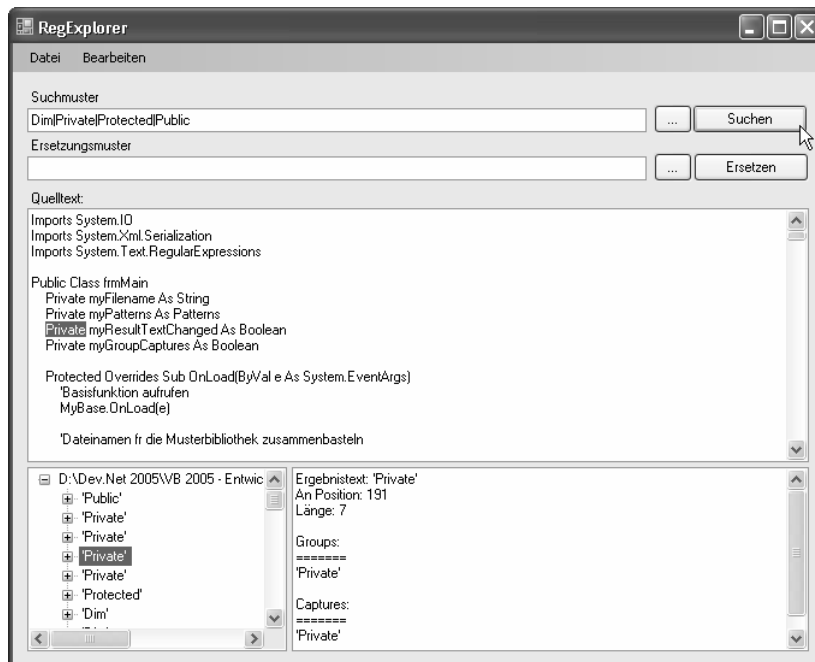 RegExplorer
Datei Bearbeiten
Suchmuster
Dim|Private|Protected|Public
... Suchen
Ersetzungsmuster
... Ersetzen
Quelltext:
Imports System.IO
Imports System.Xml.Serialization
Imports System.Text.RegularExpressions
Public Class frmMain
Private myFilename As String
Private myPatterns As Patterns
Private myResultTextChanged As Boolean
Private myGroupCaptures As Boolean
Protected Overrides Sub OnLoad(ByVal e As System.EventArgs)
'Basisfunktion aufrufen
MyBase.OnLoad(e)
'Dateinamen fr die Musterbibliothek zusammenbasteln
D:\Dev.Net 2005\VB 2005 - Entwic
'Public'
'Private'
'Private'
'Private'
'Private'
'Protected'
'Dim'
Ergebnistext: 'Private'
An Position: 191
Länge: 7
Groups:
=======
'Private'
Captures:
=======
'Private'